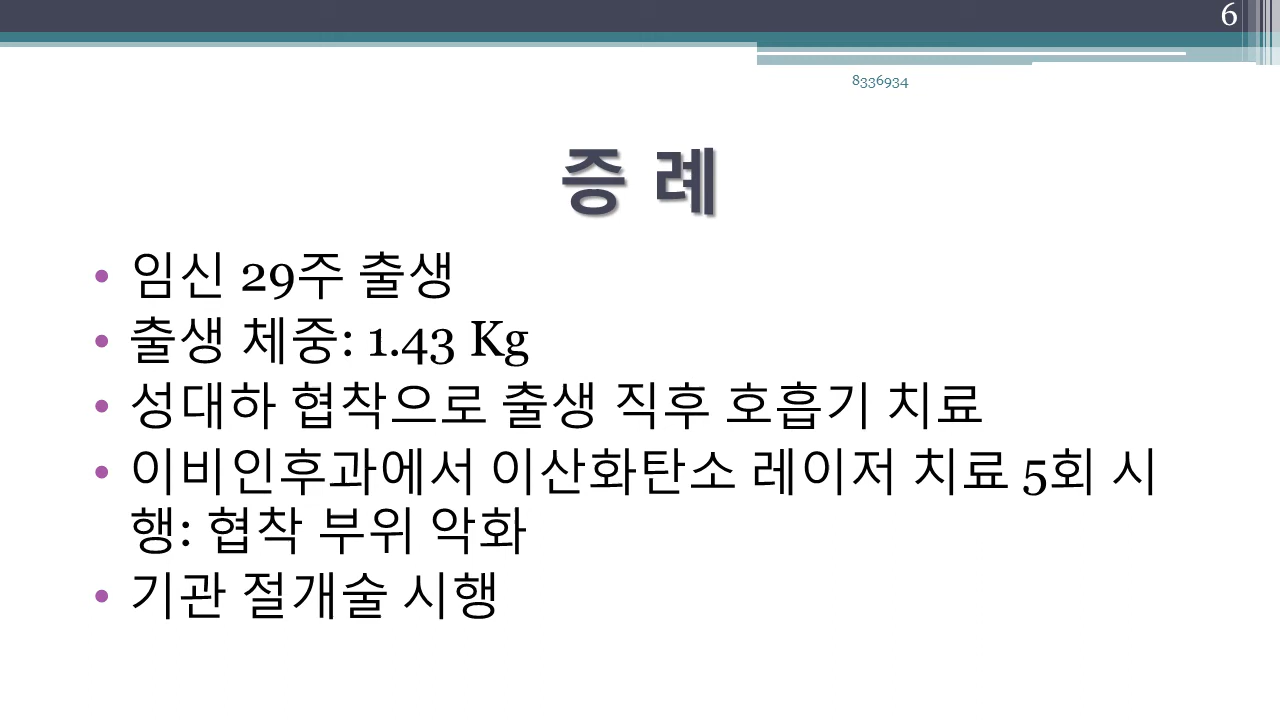 6
8336934
증 례
• 임신 29주 출생
• 출생 체중: 1.43 Kg
• 성대하 협착으로 출생 직후 호흡기 치료
• 이비인후과에서 이산화탄소 레이저 치료 5회 시
행: 협착 부위 악화
• 기관 절개술 시행